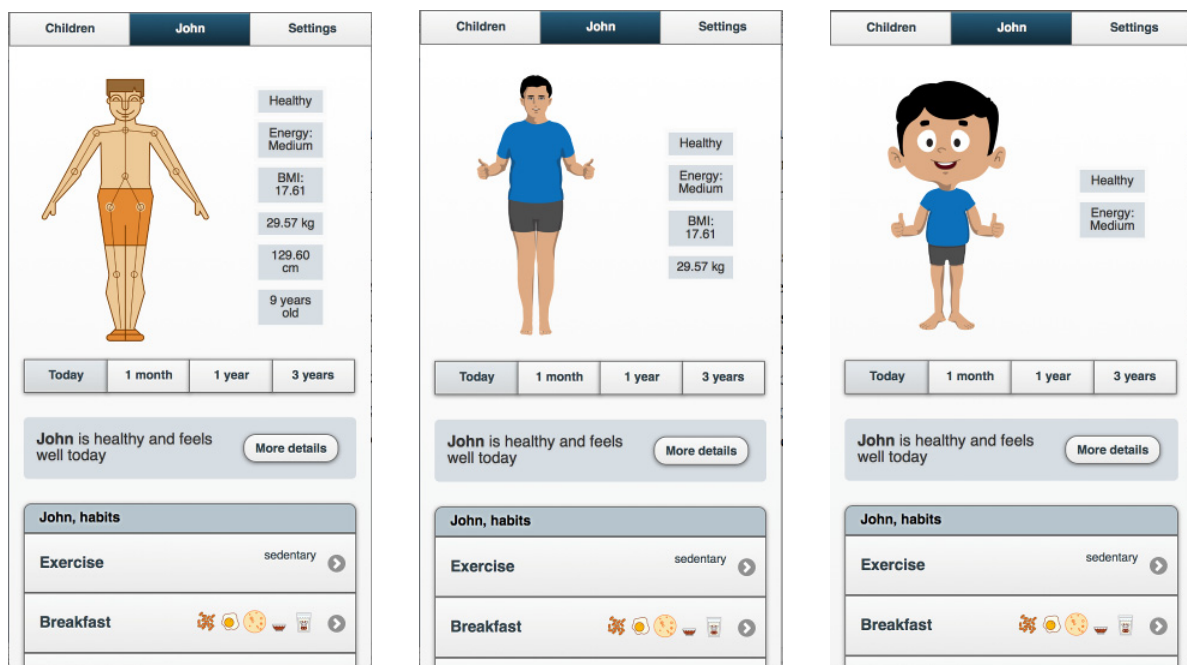 Children John Settings
Healthy
Energy:
Medium
BMI:
17.61
29.57 kg
129.60
cm
9 years
old
Today 1 month 1 year 3 years
John is healthy and feels
well today
More details
John, habits
Exercise sedentary
Breakfast
Children John Settings
Healthy
Energy:
Medium
BMI:
17.61
29.57 kg
Today 1 month 1 year 3 years
John is healthy and feels
well today
More details
John, habits
Exercise sedentary
Breakfast
Children John Settings
Healthy
Energy:
Medium
Today 1 month 1 year 3 years
John is healthy and feels
well today
More details
John, habits
Exercise sedentary
Breakfast